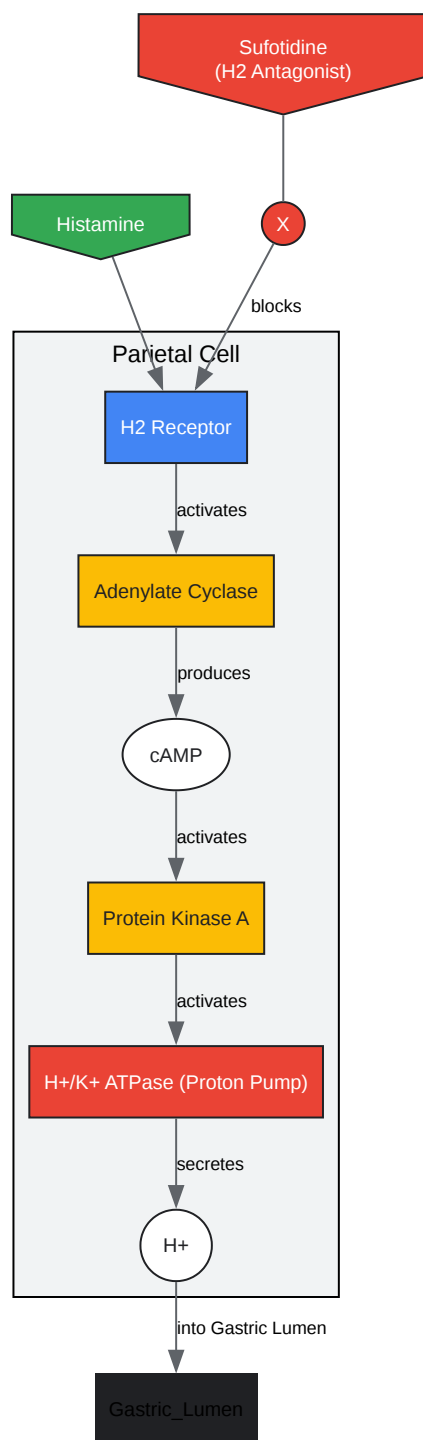 Sufotidine
(H2 Antagonist)
Histamine
X
blocks
Parietal Cell
H2 Receptor
activates
Adenylate Cyclase
produces
cAMP
activates
Protein Kinase A
activates
H+/K+ ATPase (Proton Pump)
secretes
H+
into Gastric Lumen
Gastric_Lumen